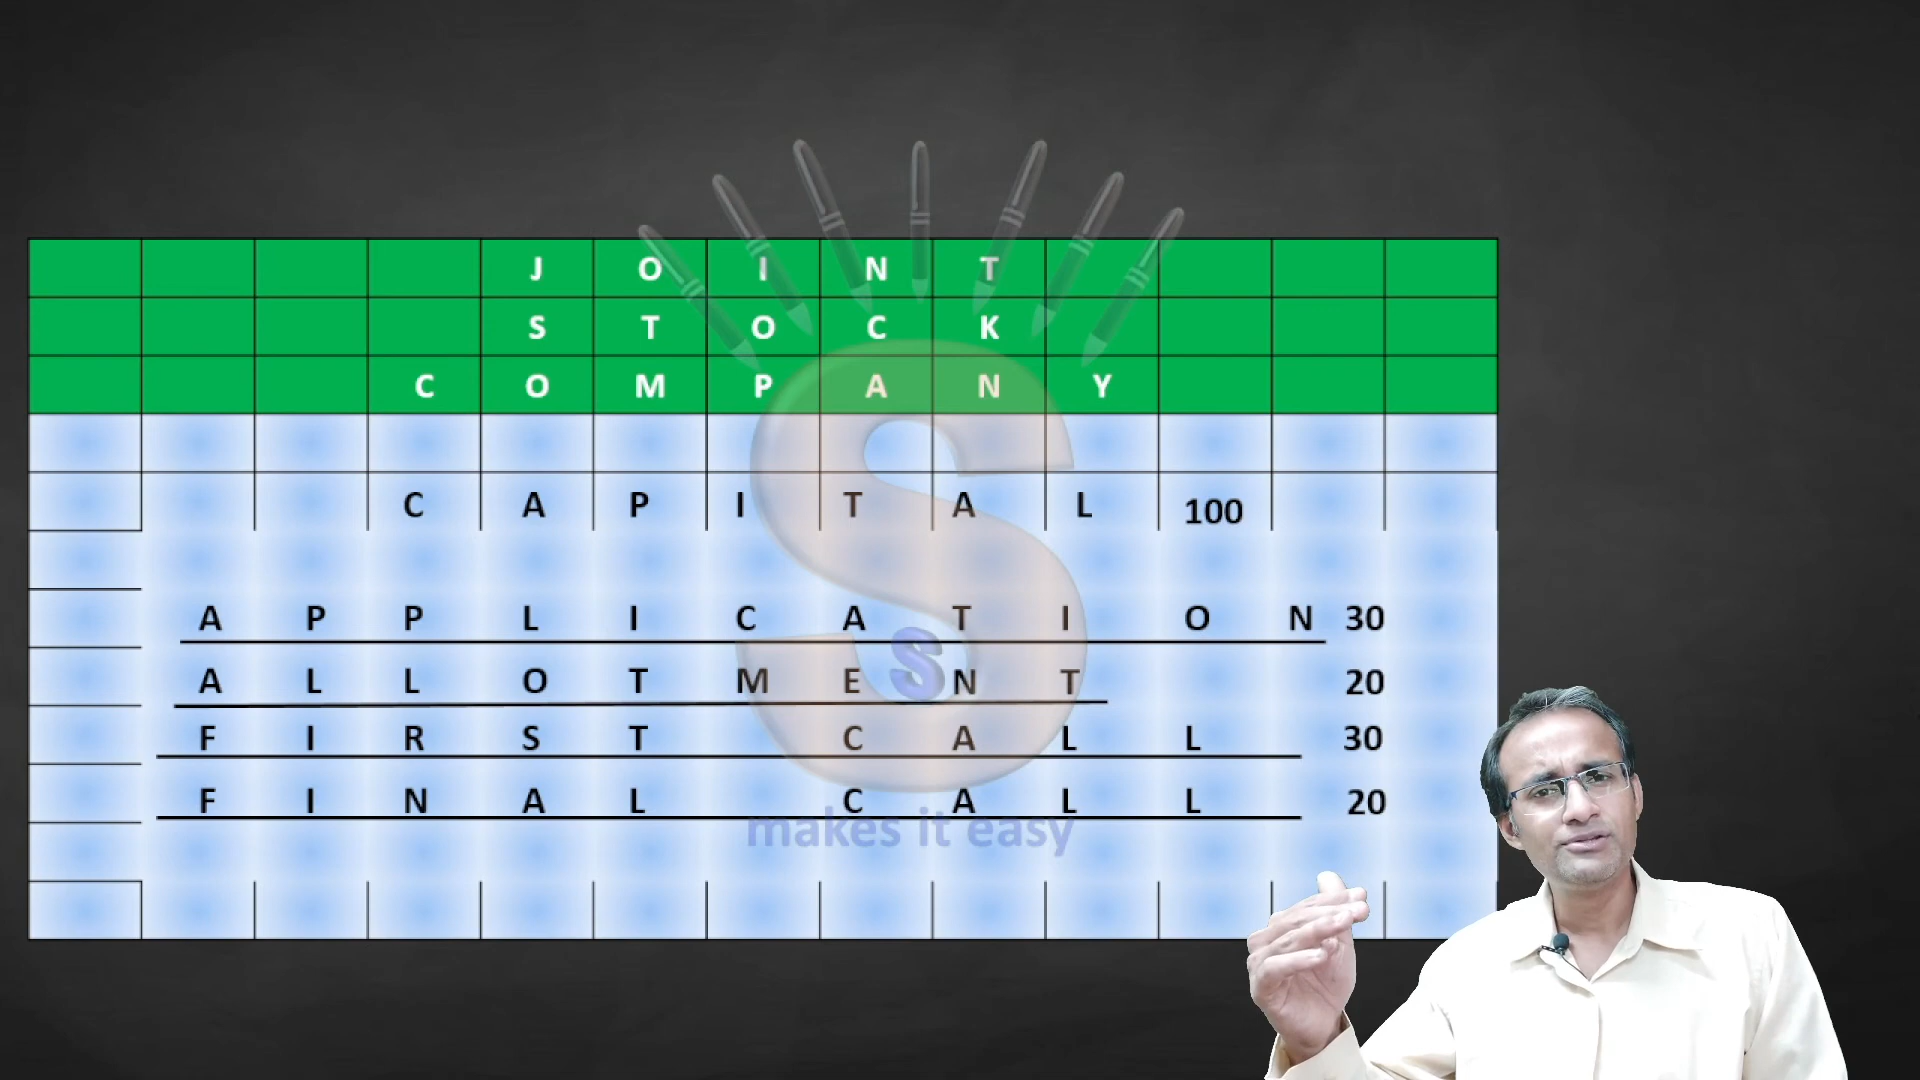 JOINT
STOCK
COMPANY
CAPITAL 100
APPLICATION 30
ALLOTMENT 20
FIRST CALL 30
FINAL CALL 20
S
S
makes it easy